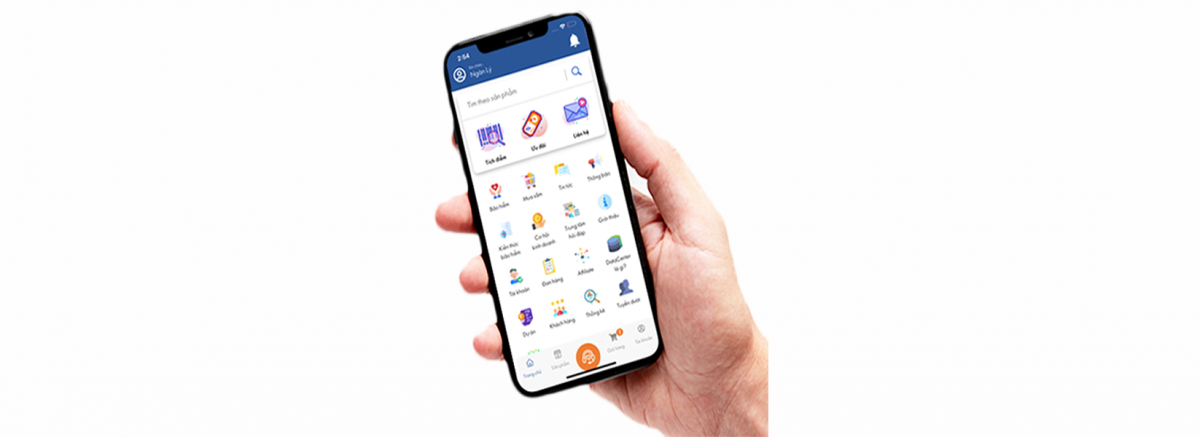 2:54
Xin chào
Ngân Lý
Tìm theo sản phẩm
Tích điểm
Ưu đãi
Liên hệ
Bảo hiểm
Mua sắm
Tin tức
Thông báo
Kiến thức
bảo hiểm
Cơ hội
kinh doanh
Trung tâm
hỏi đáp
Giới thiệu
Tài khoản
Đơn hàng
Affiliate
DataCenter
là gì?
Dự án
Khách hàng
Thống kê
Tuyến dưới
Trang chủ
Sản phẩm
Giỏ hàng
Tài khoản